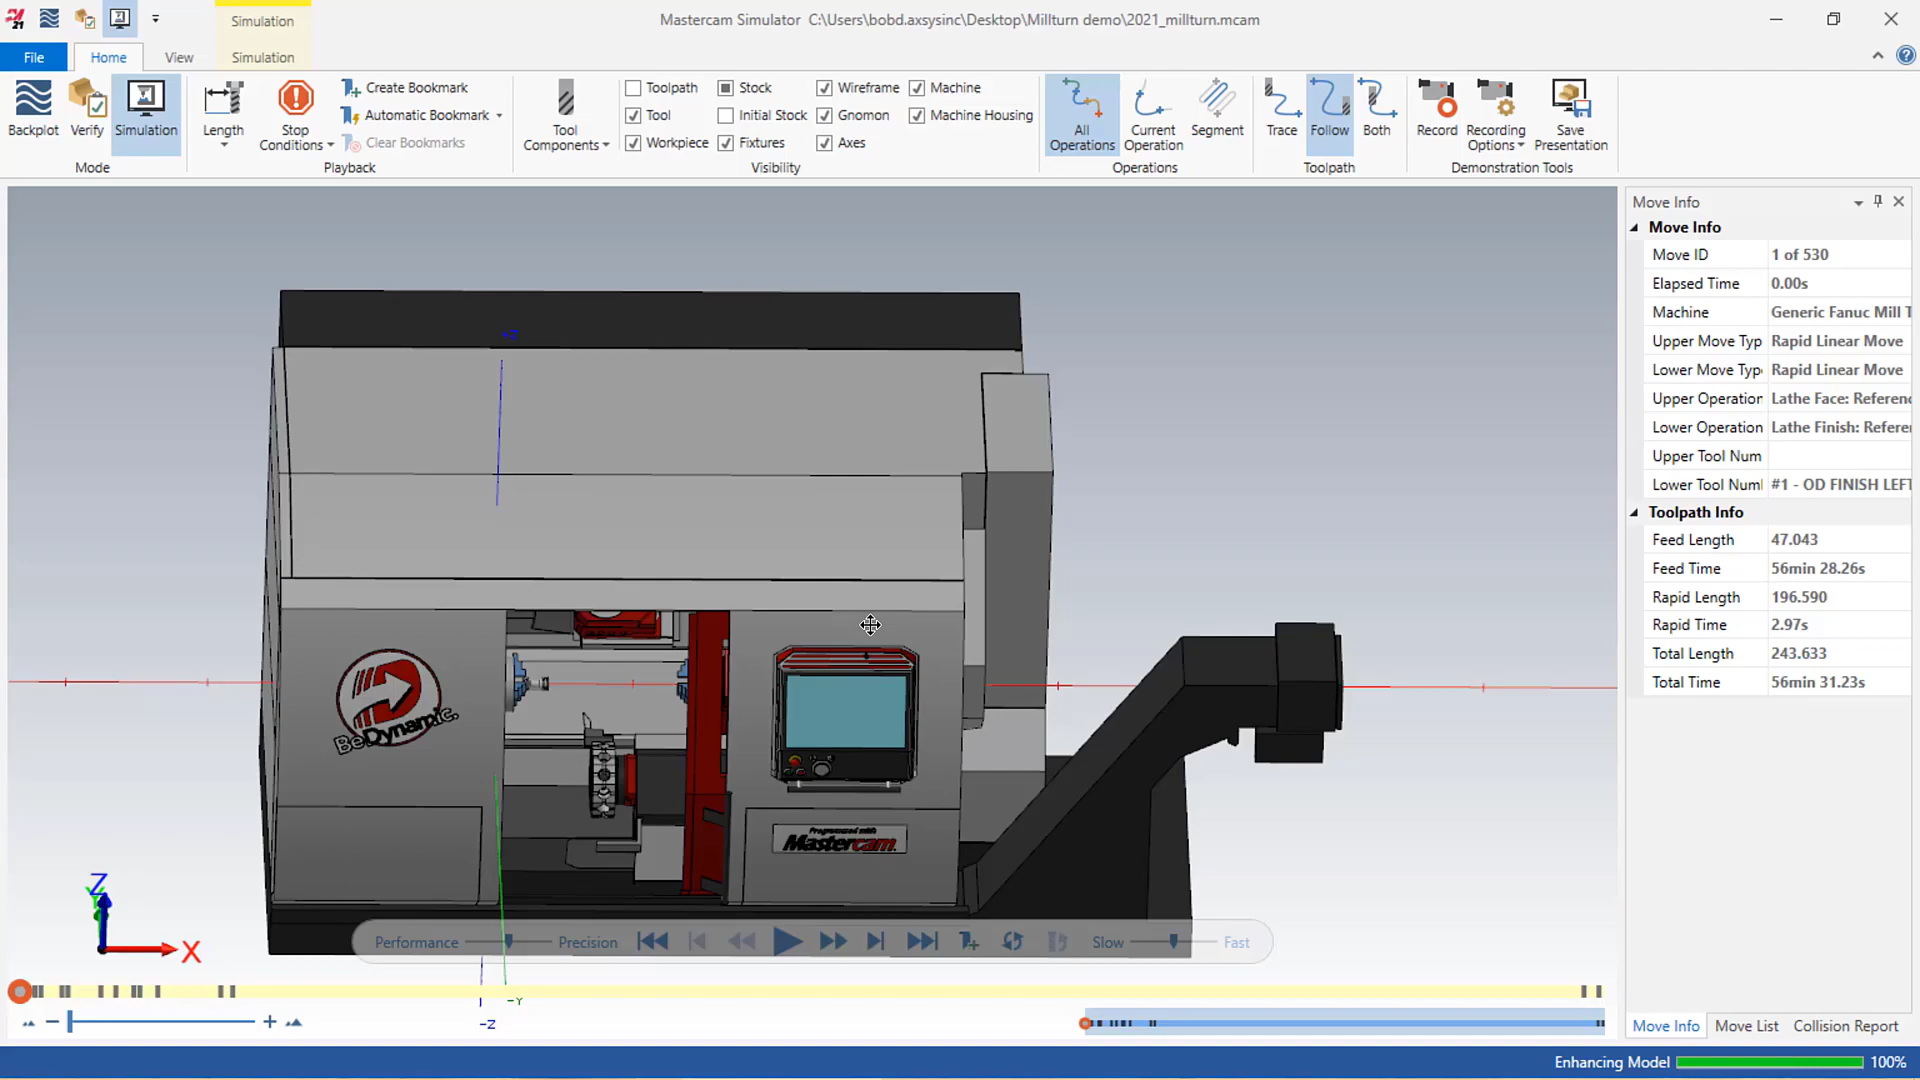 Simulation
Mastercam Simulator C:\Users\bobd.axsysinc\Desktop\Millturn demo\2021_millturn.mcam
File
Home
View
Simulation
Backplot
Verify
Simulation
Mode
Length
Stop
Conditions
Create Bookmark
Automatic Bookmark
Clear Bookmarks
Playback
Tool
Components
Toolpath
Tool
Workpiece
Stock
Initial Stock
Fixtures
Wireframe
Gnomon
Axes
Machine
Machine Housing
Visibility
All
Operations
Current
Operation
Segment
Operations
Trace
Follow
Both
Toolpath
Record
Recording
Options
Save
Presentation
Demonstration Tools
Move Info
Move Info
Move ID 1 of 530
Elapsed Time 0.00s
Machine Generic Fanuc Mill T
Upper Move Typ Rapid Linear Move
Lower Move Type Rapid Linear Move
Upper Operation Lathe Face: Referenc
Lower Operation Lathe Finish: Refere
Upper Tool Num
Lower Tool Numl #1 - OD FINISH LEFT
Toolpath Info
Feed Length 47.043
Feed Time 56min 28.26s
Rapid Length 196.590
Rapid Time 2.97s
Total Length 243.633
Total Time 56min 31.23s
BeDynamic.
Programmed with
Mastercam.
Z
Y
X
Performance
Precision
Slow
Fast
-Y
-Z
Move Info
Move List
Collision Report
Enhancing Model
100%